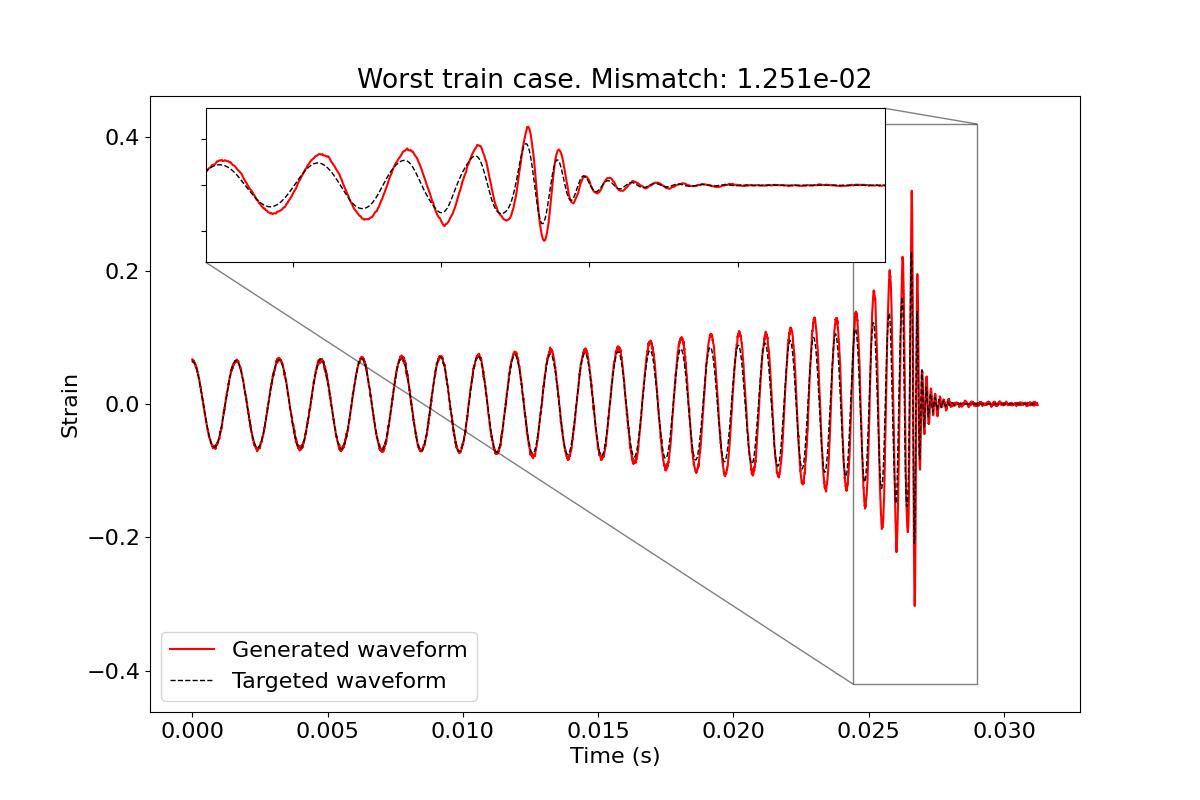 Worst train case. Mismatch: 1.251e-02
0.4
0.2
0.0
−0.2
−0.4
Strain
Generated waveform
Targeted waveform
0.000 0.005 0.010 0.015 0.020 0.025 0.030
Time (s)